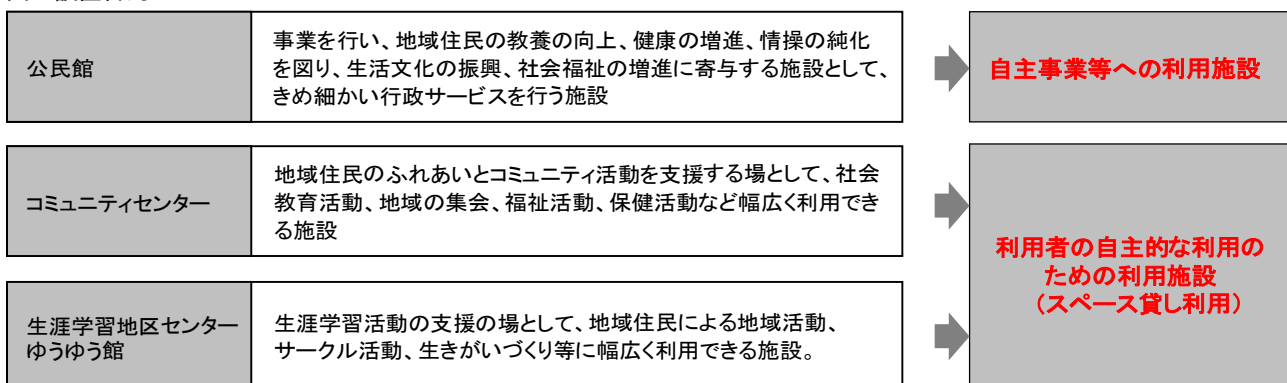 公民館
事業を行い、地域住民の教養の向上、健康の増進、情操の純化
を図り、生活文化の振興、社会福祉の増進に寄与する施設として、
きめ細かい行政サービスを行う施設
自主事業等への利用施設
コミュニティセンター
地域住民のふれあいとコミュニティ活動を支援する場として、社会
教育活動、地域の集会、福祉活動、保健活動など幅広く利用でき
る施設
利用者の自主的な利用の
ための利用施設
（スペース貸し利用）
生涯学習地区センター
ゆうゆう館
生涯学習活動の支援の場として、地域住民による地域活動、
サークル活動、生きがいづくり等に幅広く利用できる施設。